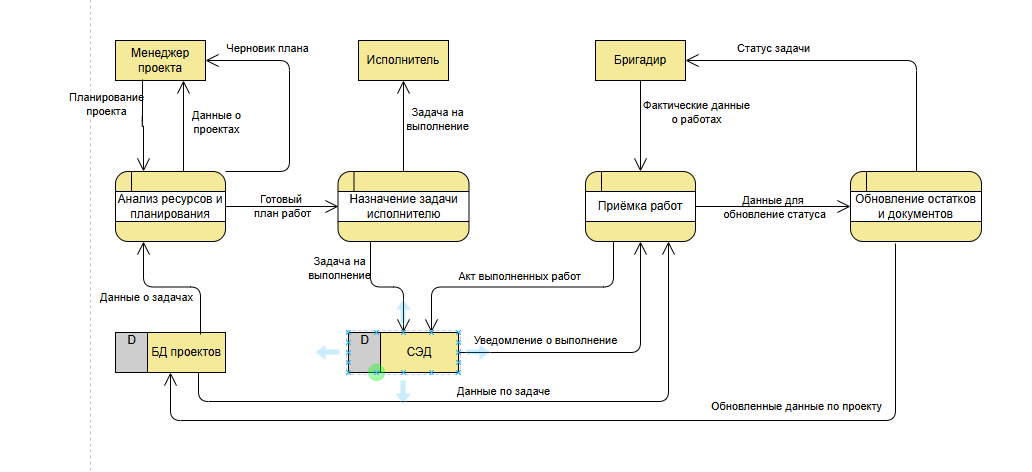 Менеджер
проекта
Черновик плана
Исполнитель
Бригадир
Статус задачи
Планирование
проекта
Данные о
проектах
Задача на
выполнение
Фактические данные
о работах
Анализ ресурсов и
планирования
Готовый
план работ
Назначение задачи
исполнителю
Приёмка работ
Данные для
обновление статуса
Обновление остатков
и документов
Задача на
выполнение
Акт выполненных работ
Данные о задачах
D
БД проектов
D
СЭД
Уведомление о выполнение
Данные по задаче
Обновленные данные по проекту